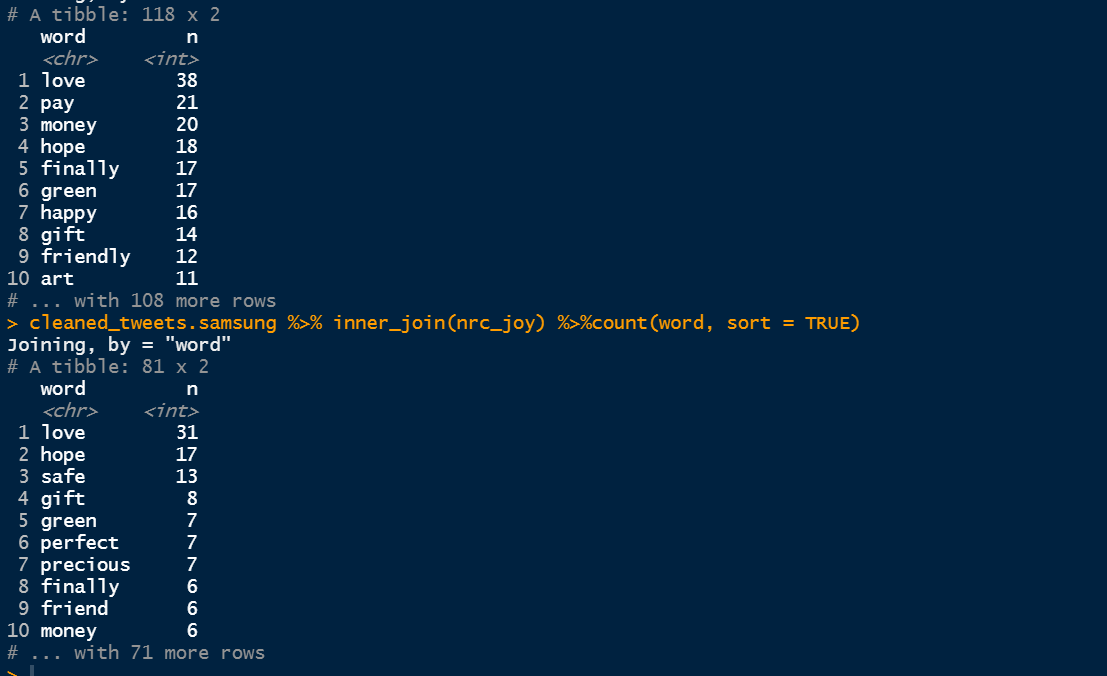 # A tibble: 118 x 2
word n
<chr> <int>
1 love 38
2 pay 21
3 money 20
4 hope 18
5 finally 17
6 green 17
7 happy 16
8 gift 14
9 friendly 12
10 art 11
# ... with 108 more rows
> cleaned_tweets.samsung %>% inner_join(nrc_joy) %>%count(word, sort = TRUE)
Joining, by = "word"
# A tibble: 81 x 2
word n
<chr> <int>
1 love 31
2 hope 17
3 safe 13
4 gift 8
5 green 7
6 perfect 7
7 precious 7
8 finally 6
9 friend 6
10 money 6
# ... with 71 more rows
>